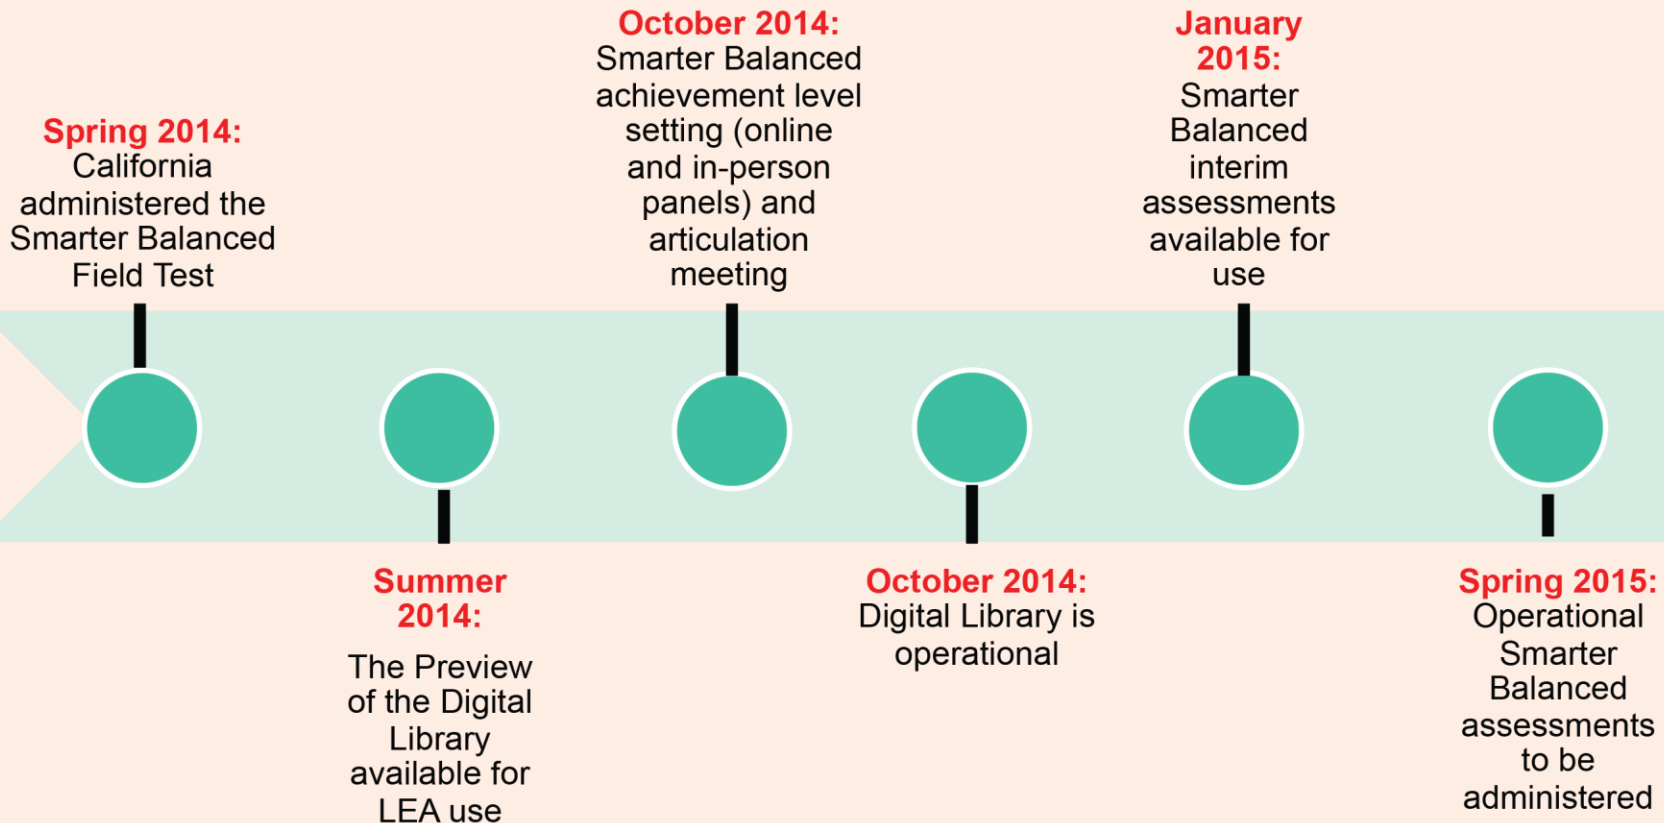 Spring 2014:
California
administered the
Smarter Balanced
Field Test
Summer
2014:
The Preview
of the Digital
Library
available for
LEA use
October 2014:
Smarter Balanced
achievement level
setting (online
and in-person
panels) and
articulation
meeting
October 2014:
Digital Library is
operational
January
2015:
Smarter
Balanced
interim
assessments
available for
use
Spring 2015:
Operational
Smarter
Balanced
assessments
to be
administered